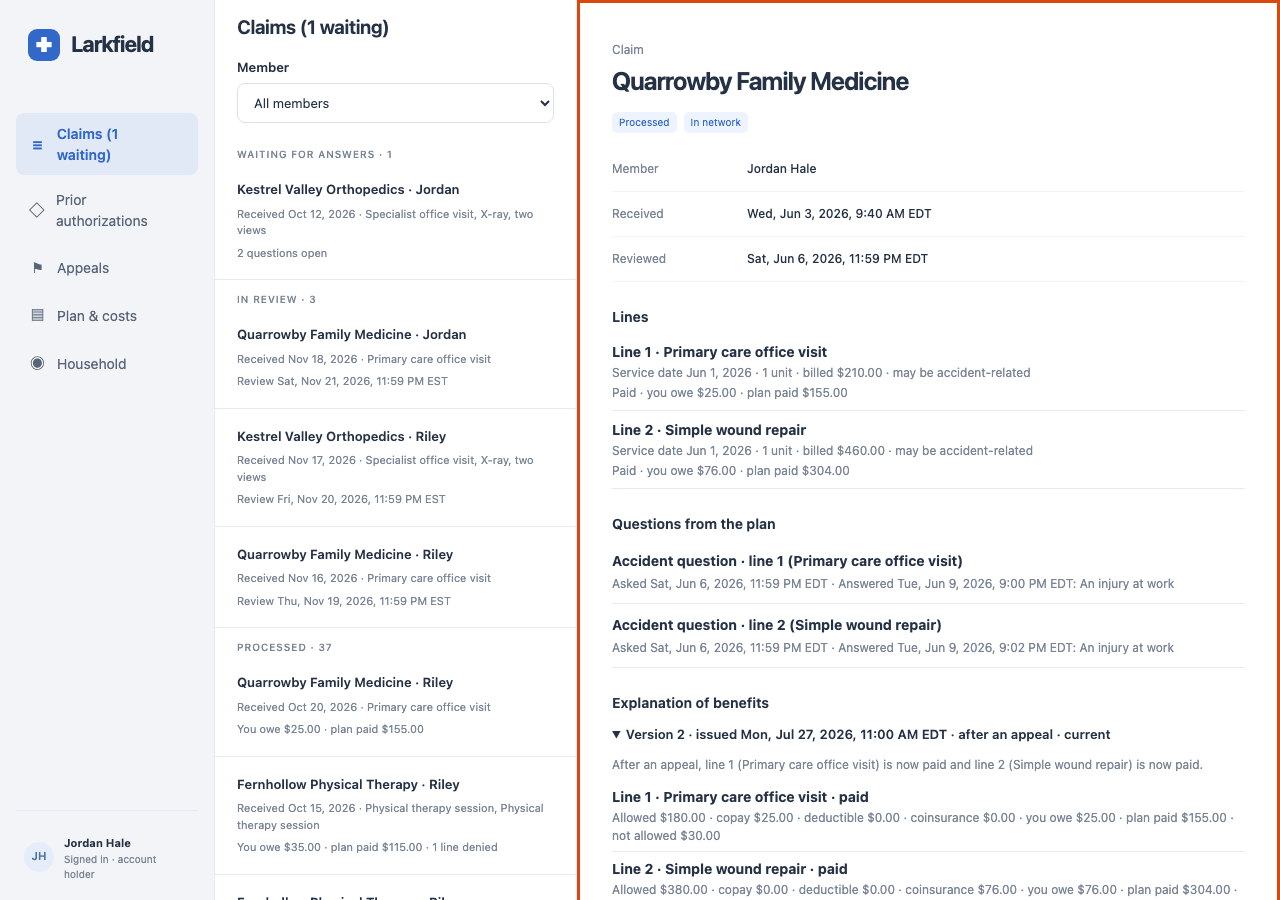 Larkfield
Claims (1
waiting)
Prior
authorizations
Appeals
Plan & costs
Household
JH
Jordan Hale
Signed in · account
holder
Claims (1 waiting)
Member
All members
WAITING FOR ANSWERS · 1
Kestrel Valley Orthopedics · Jordan
Received Oct 12, 2026 · Specialist office visit, X-ray, two
views
2 questions open
IN REVIEW · 3
Quarrowby Family Medicine · Jordan
Received Nov 18, 2026 · Primary care office visit
Review Sat, Nov 21, 2026, 11:59 PM EST
Kestrel Valley Orthopedics · Riley
Received Nov 17, 2026 · Specialist office visit, X-ray, two
views
Review Fri, Nov 20, 2026, 11:59 PM EST
Quarrowby Family Medicine · Riley
Received Nov 16, 2026 · Primary care office visit
Review Thu, Nov 19, 2026, 11:59 PM EST
PROCESSED · 37
Quarrowby Family Medicine · Riley
Received Oct 20, 2026 · Primary care office visit
You owe $25.00 · plan paid $155.00
Fernhollow Physical Therapy · Riley
Received Oct 15, 2026 · Physical therapy session, Physical
therapy session
You owe $35.00 · plan paid $115.00 · 1 line denied
Claim
Quarrowby Family Medicine
Processed
In network
Member Jordan Hale
Received Wed, Jun 3, 2026, 9:40 AM EDT
Reviewed Sat, Jun 6, 2026, 11:59 PM EDT
Lines
Line 1 · Primary care office visit
Service date Jun 1, 2026 · 1 unit · billed $210.00 · may be accident-related
Paid · you owe $25.00 · plan paid $155.00
Line 2 · Simple wound repair
Service date Jun 1, 2026 · 1 unit · billed $460.00 · may be accident-related
Paid · you owe $76.00 · plan paid $304.00
Questions from the plan
Accident question · line 1 (Primary care office visit)
Asked Sat, Jun 6, 2026, 11:59 PM EDT · Answered Tue, Jun 9, 2026, 9:00 PM EDT: An injury at work
Accident question · line 2 (Simple wound repair)
Asked Sat, Jun 6, 2026, 11:59 PM EDT · Answered Tue, Jun 9, 2026, 9:02 PM EDT: An injury at work
Explanation of benefits
▼ Version 2 · issued Mon, Jul 27, 2026, 11:00 AM EDT · after an appeal · current
After an appeal, line 1 (Primary care office visit) is now paid and line 2 (Simple wound repair) is now paid.
Line 1 · Primary care office visit · paid
Allowed $180.00 · copay $25.00 · deductible $0.00 · coinsurance $0.00 · you owe $25.00 · plan paid $155.00 ·
not allowed $30.00
Line 2 · Simple wound repair · paid
Allowed $380.00 · copay $0.00 · deductible $0.00 · coinsurance $76.00 · you owe $76.00 · plan paid $304.00 ·